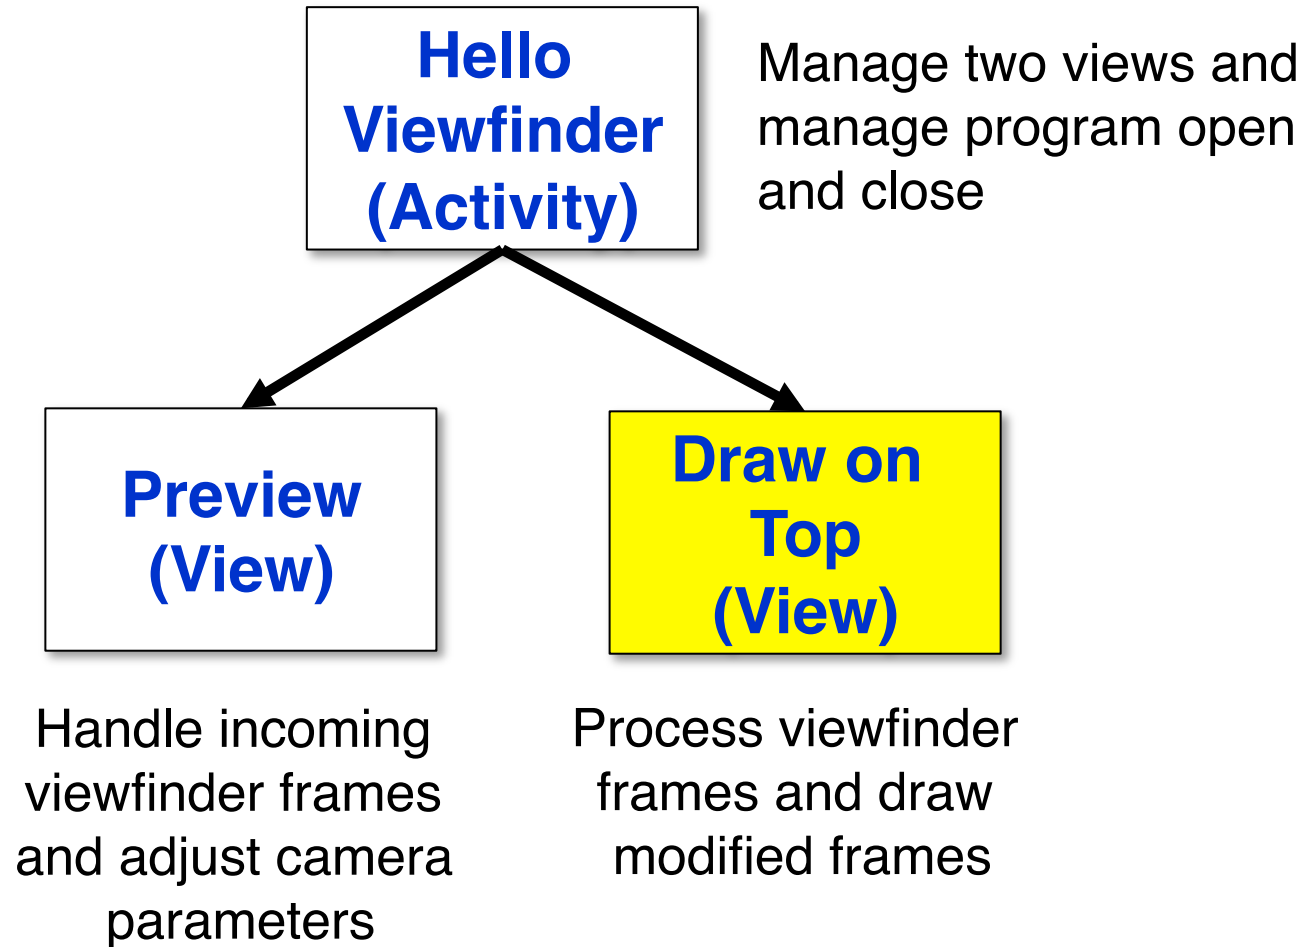 Hello
Viewfinder
(Activity)
Manage two views and
manage program open
and close
Preview
(View)
Draw on
Top
(View)
Handle incoming
viewfinder frames
and adjust camera
parameters
Process viewfinder
frames and draw
modified frames